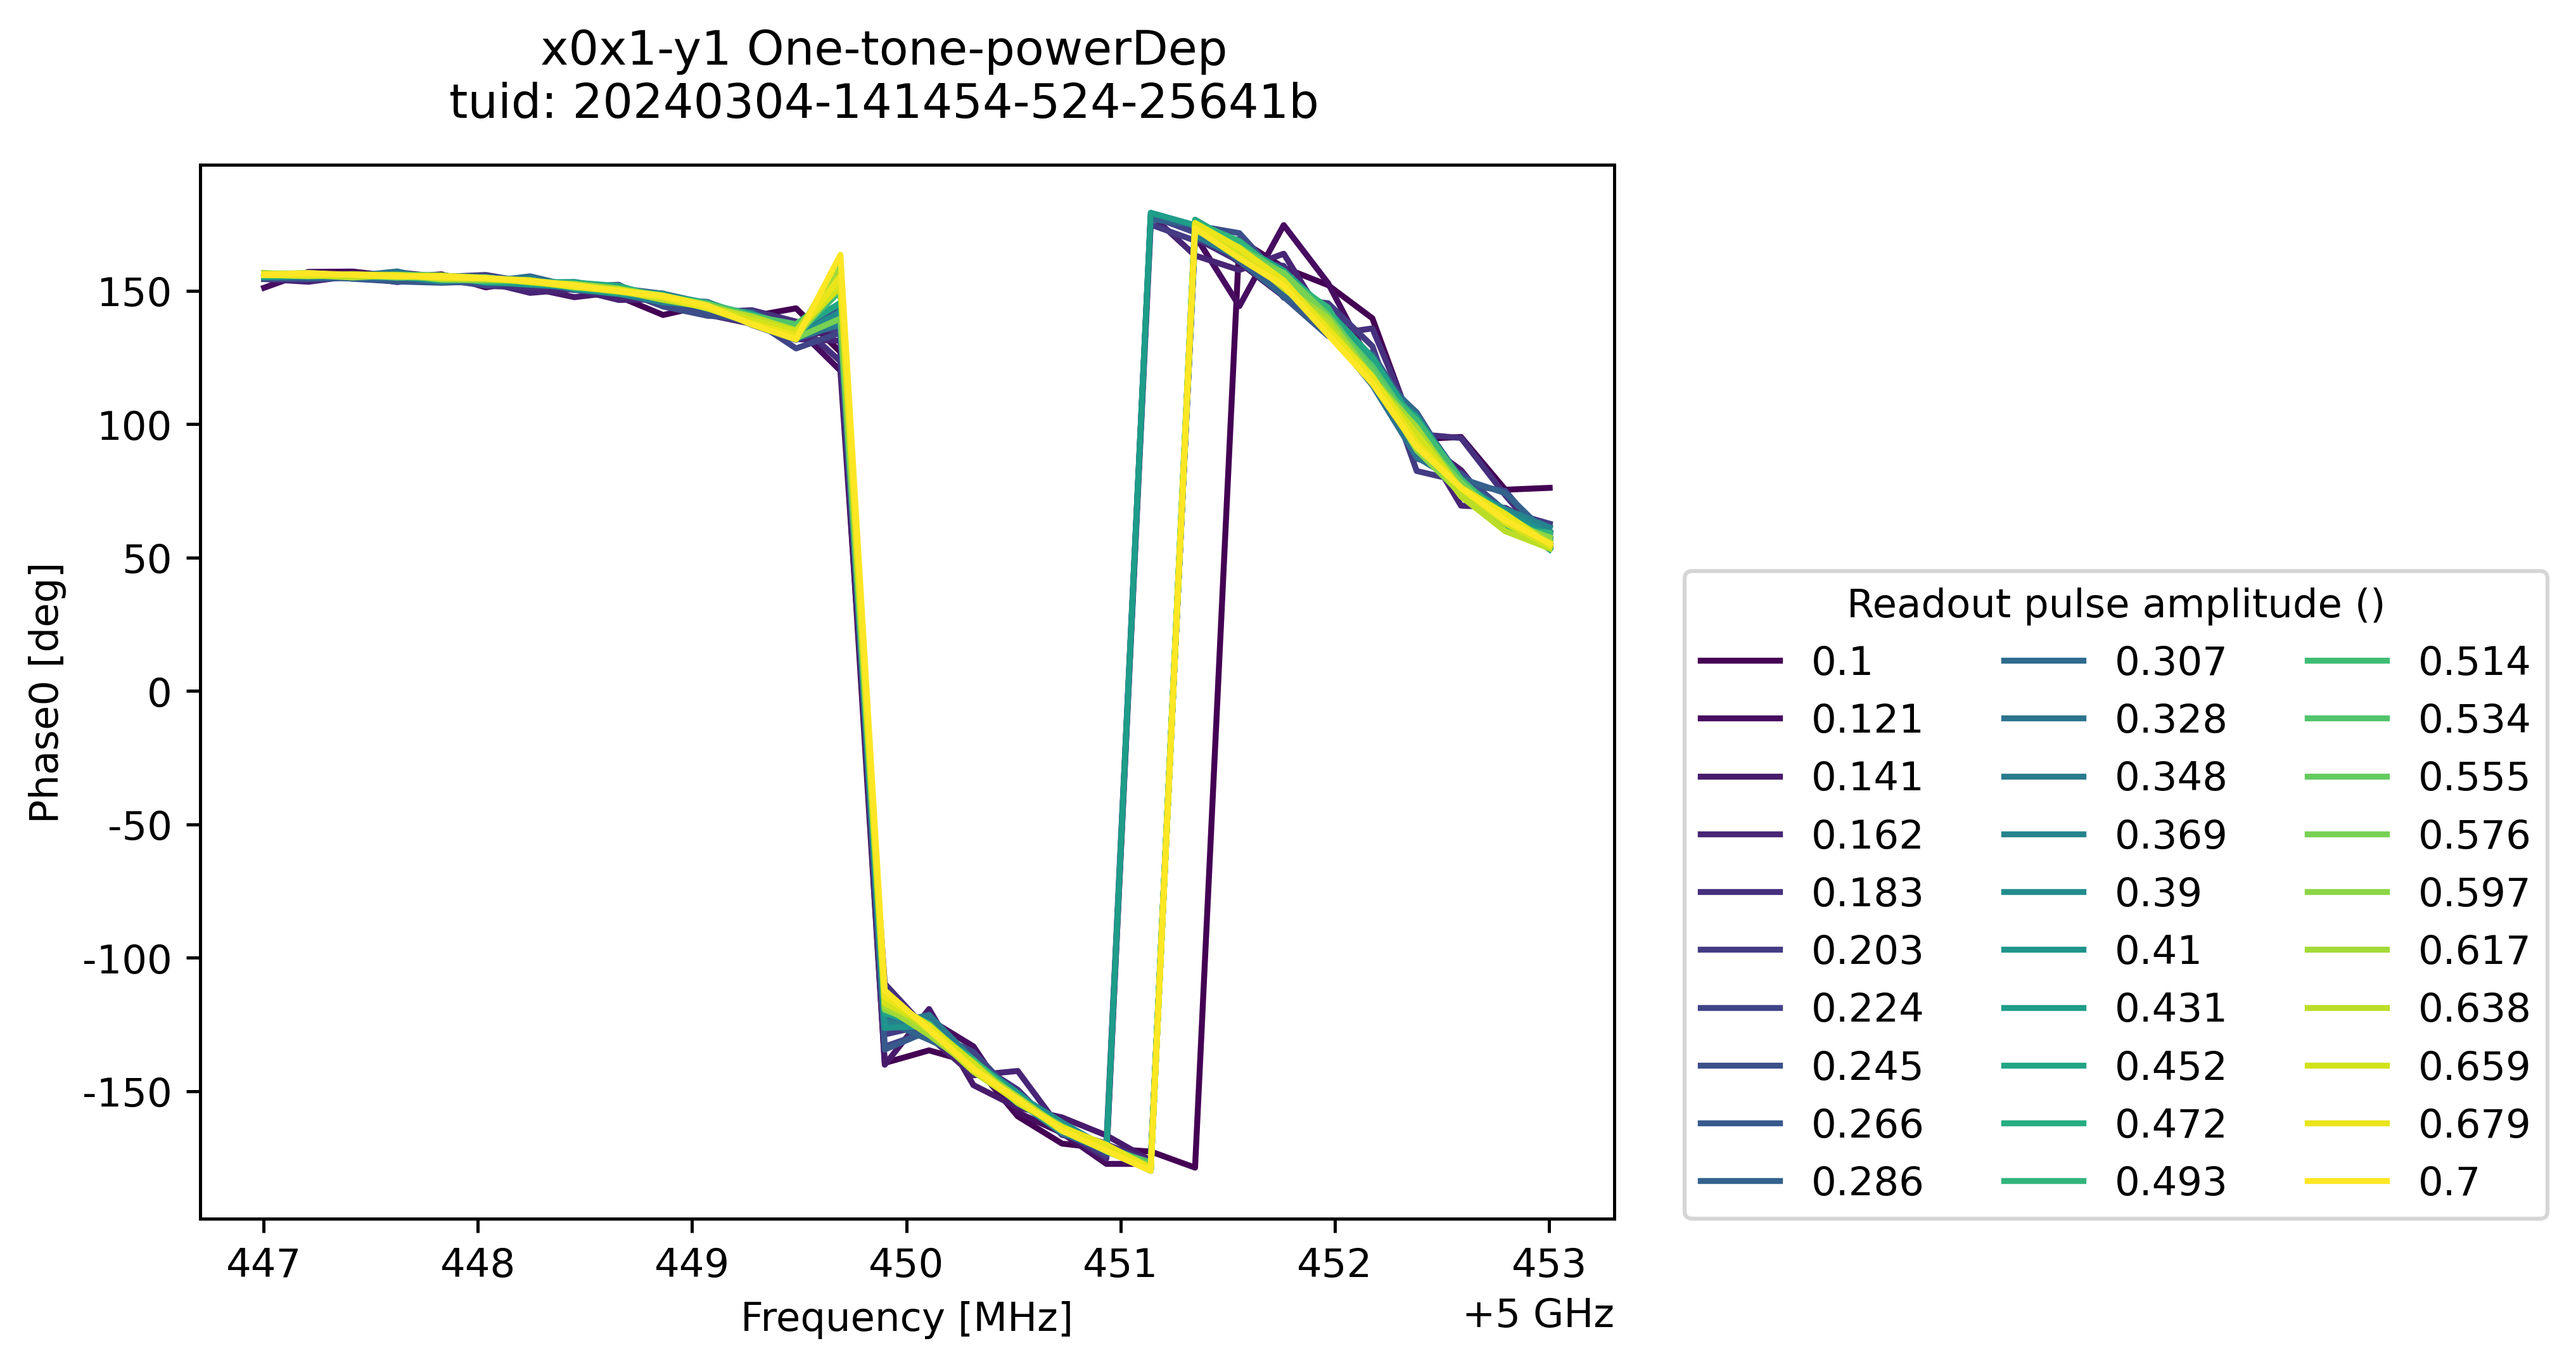 x0x1-y1 One-tone-powerDep
tuid: 20240304-141454-524-25641b
Phase0 [deg]
150
100
50
0
-50
-100
-150
447 448 449 450 451 452 453
Frequency [MHz]
+5 GHz
Readout pulse amplitude ()
0.1 0.307 0.514
0.121 0.328 0.534
0.141 0.348 0.555
0.162 0.369 0.576
0.183 0.39 0.597
0.203 0.41 0.617
0.224 0.431 0.638
0.245 0.452 0.659
0.266 0.472 0.679
0.286 0.493 0.7